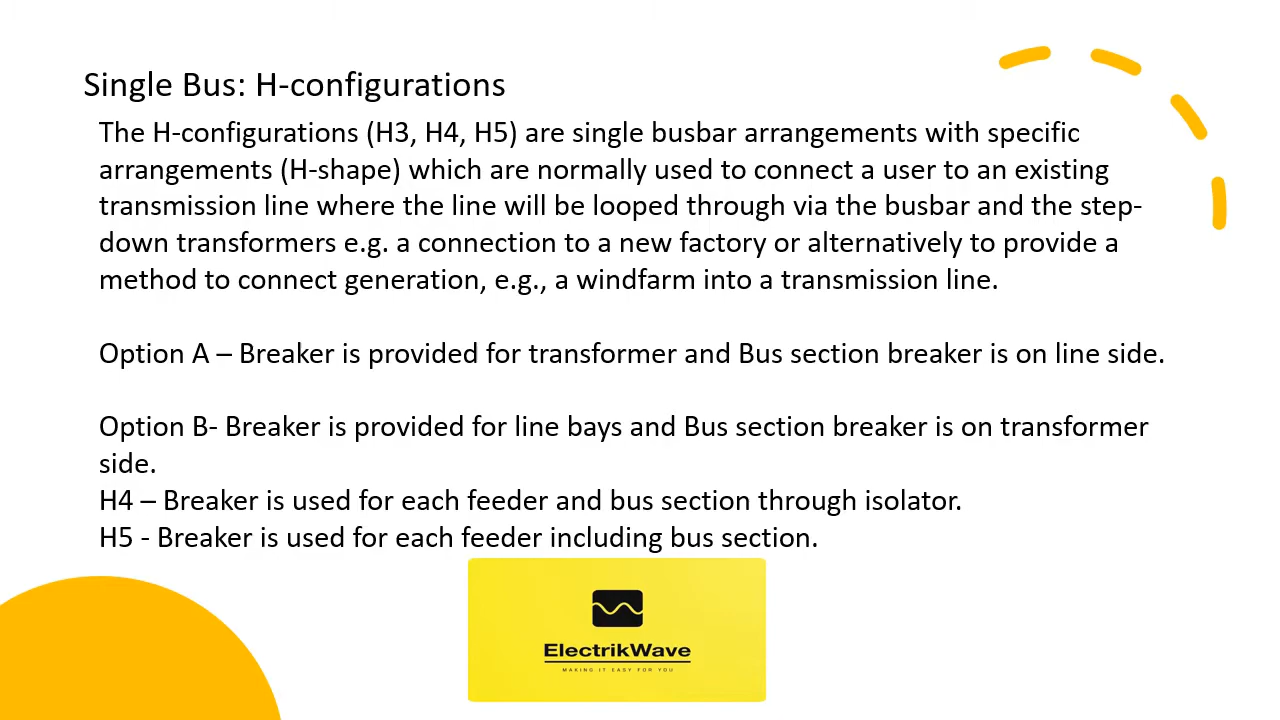 Single Bus: H-configurations
The H-configurations (H3, H4, H5) are single busbar arrangements with specific
arrangements (H-shape) which are normally used to connect a user to an existing
transmission line where the line will be looped through via the busbar and the step-
down transformers e.g. a connection to a new factory or alternatively to provide a
method to connect generation, e.g., a windfarm into a transmission line.
Option A – Breaker is provided for transformer and Bus section breaker is on line side.
Option B- Breaker is provided for line bays and Bus section breaker is on transformer
side.
H4 – Breaker is used for each feeder and bus section through isolator.
H5 - Breaker is used for each feeder including bus section.
ElectrikWave
MAKING IT EASY FOR YOU